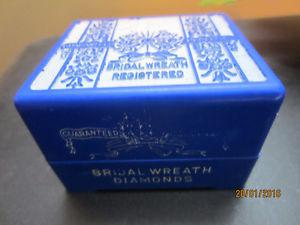 BRIDAL WREATH
REGISTERED
GUARANTEED
BRIDAL WREATH
DIAMONDS
20/01/2016